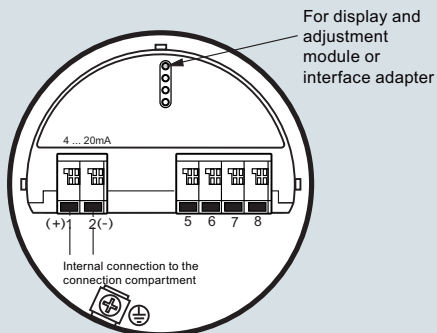 For display and
adjustment
module or
interface adapter
4 ... 20mA
(+)1 2(-) 5 6 7 8
Internal connection to the
connection compartment